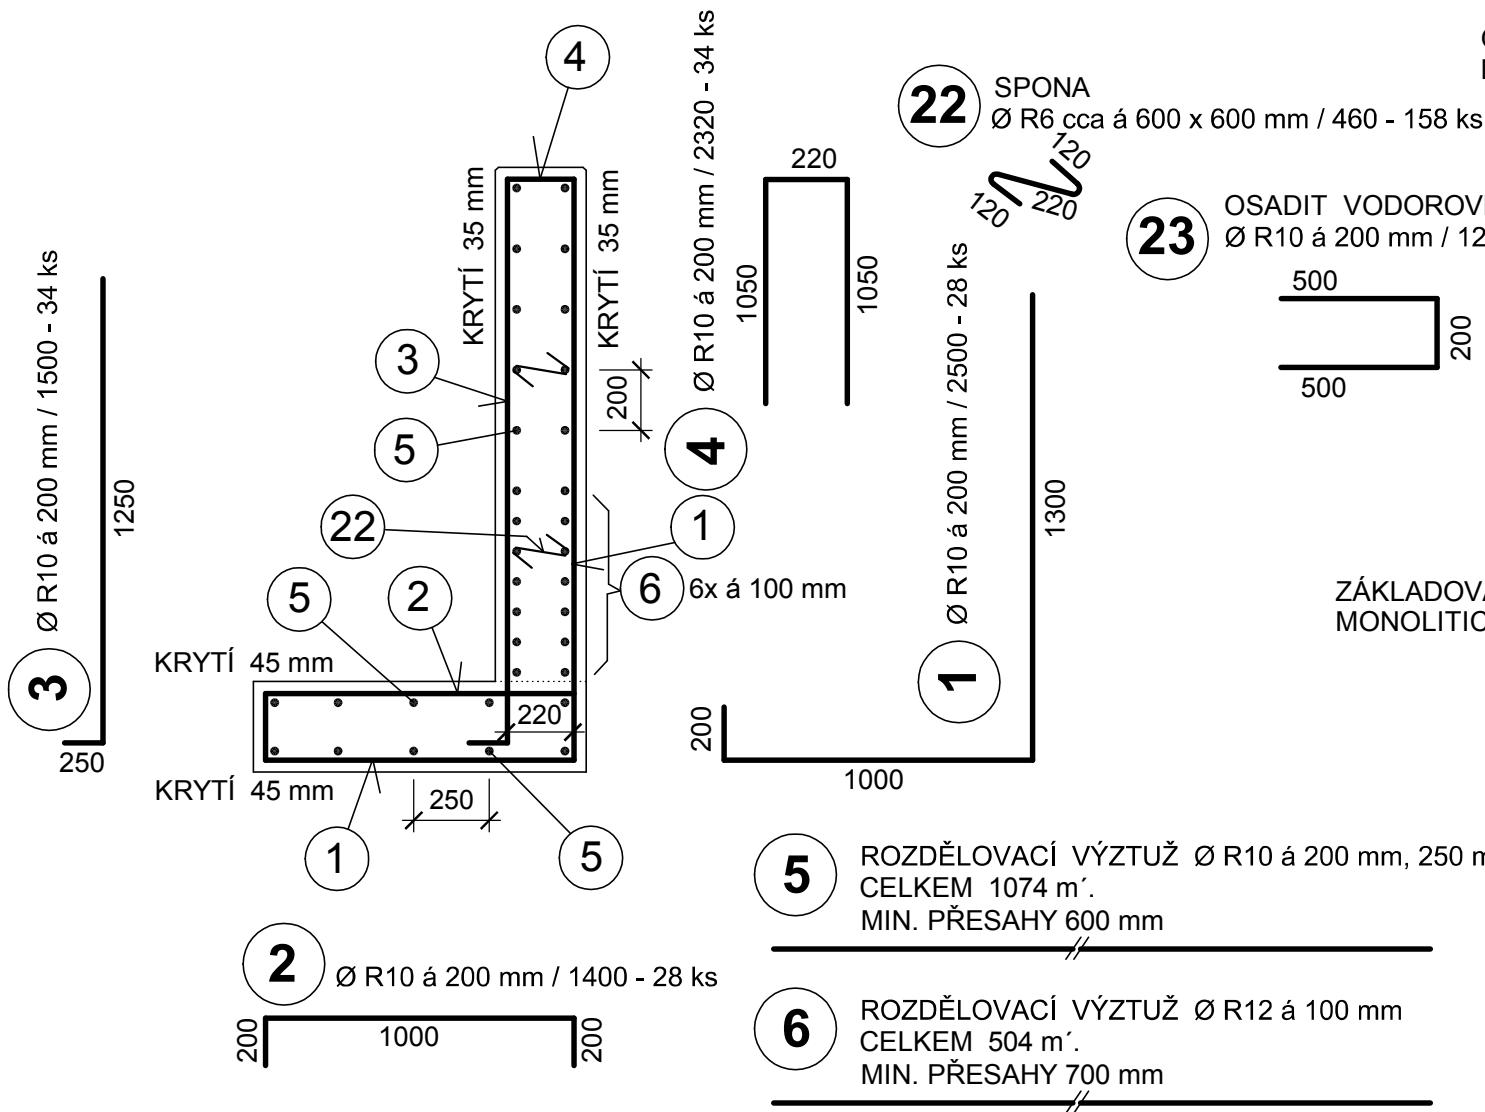 4
22
SPONA
Ø R6 cca á 600 x 600 mm / 460 - 158 ks
120
220
120
23
OSADIT VODOROV
Ø R10 á 200 mm / 12
500
200
500
3
Ø R10 á 200 mm / 1500 - 34 ks
1250
250
KRYTÍ 35 mm
KRYTÍ 35 mm
3
5
22
5
2
200
1
6
6x á 100 mm
KRYTÍ 45 mm
220
KRYTÍ 45 mm
250
1
5
4
Ø R10 á 200 mm / 2320 - 34 ks
220
1050
1050
1
Ø R10 á 200 mm / 2500 - 28 ks
1300
200
1000
ZÁKLADOV
MONOLITIC
2
Ø R10 á 200 mm / 1400 - 28 ks
200
1000
200
5
ROZDĚLOVACÍ VÝZTUŽ Ø R10 á 200 mm, 250 m
CELKEM 1074 m´.
MIN. PŘESAHY 600 mm
6
ROZDĚLOVACÍ VÝZTUŽ Ø R12 á 100 mm
CELKEM 504 m´.
MIN. PŘESAHY 700 mm